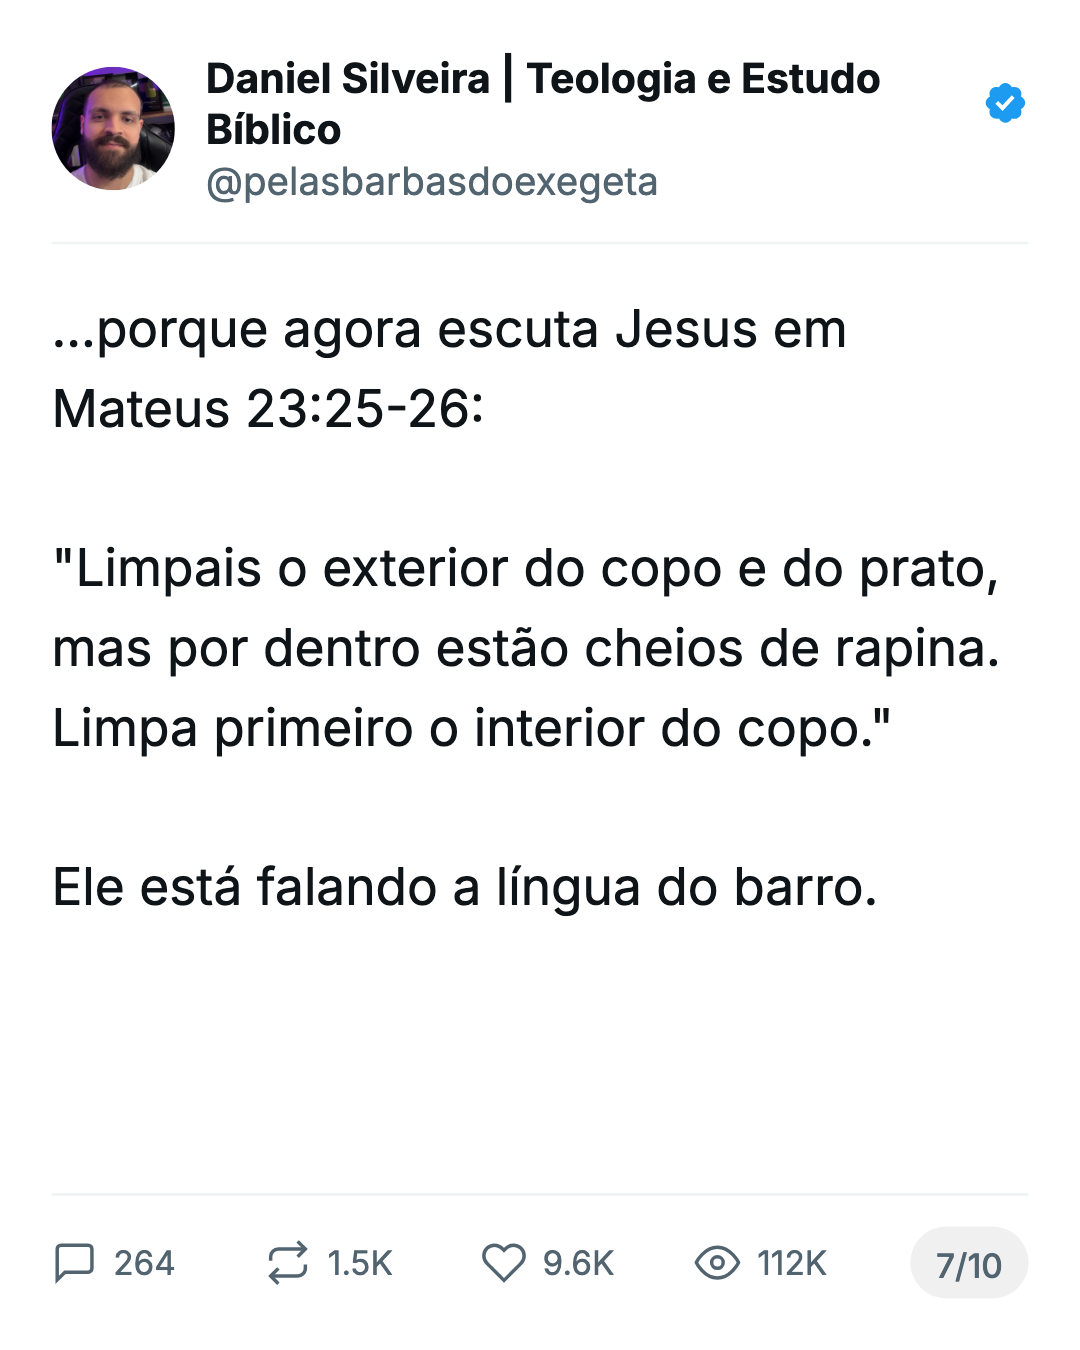 Daniel Silveira | Teologia e Estudo
Bíblico
@pelasbarbasdoexegeta
...porque agora escuta Jesus em
Mateus 23:25-26:
"Limpais o exterior do copo e do prato,
mas por dentro estão cheios de rapina.
Limpa primeiro o interior do copo."
Ele está falando a língua do barro.
264 1.5K 9.6K 112K 7/10